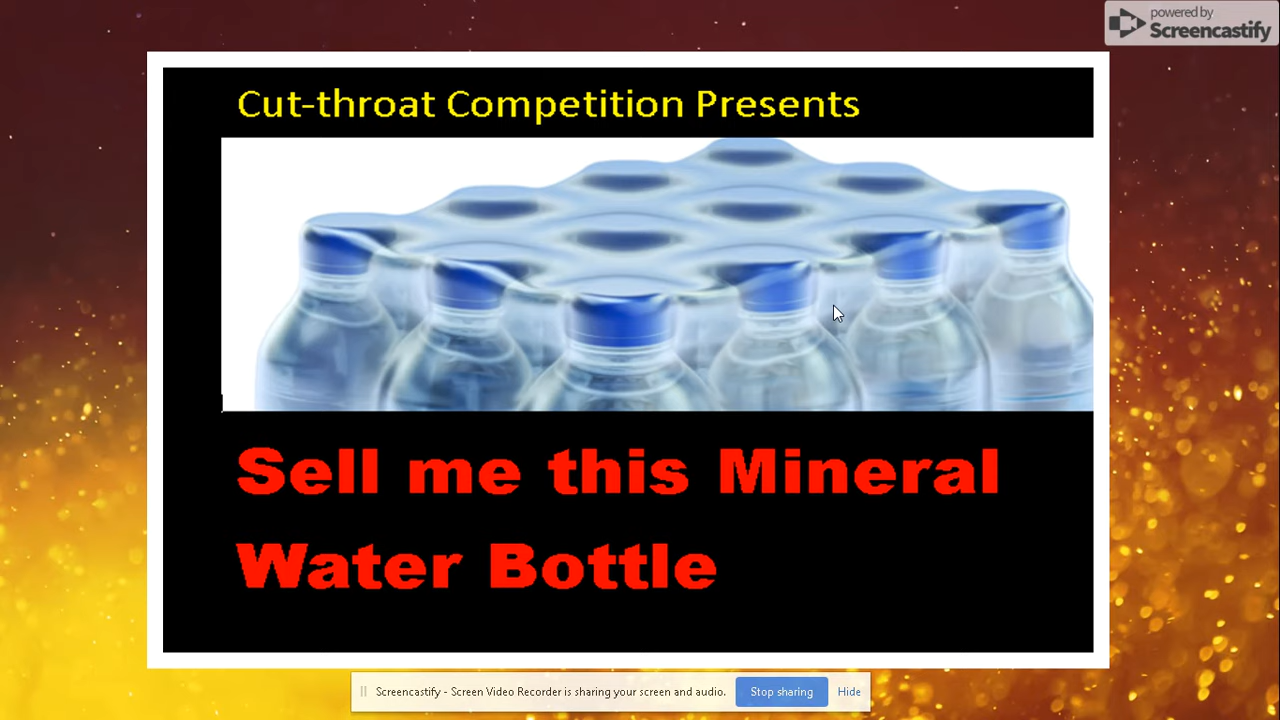 powered by
Screencastify
Cut-throat Competition Presents
Sell me this Mineral
Water Bottle
Screencastify - Screen Video Recorder is sharing your screen and audio.
Stop sharing
Hide